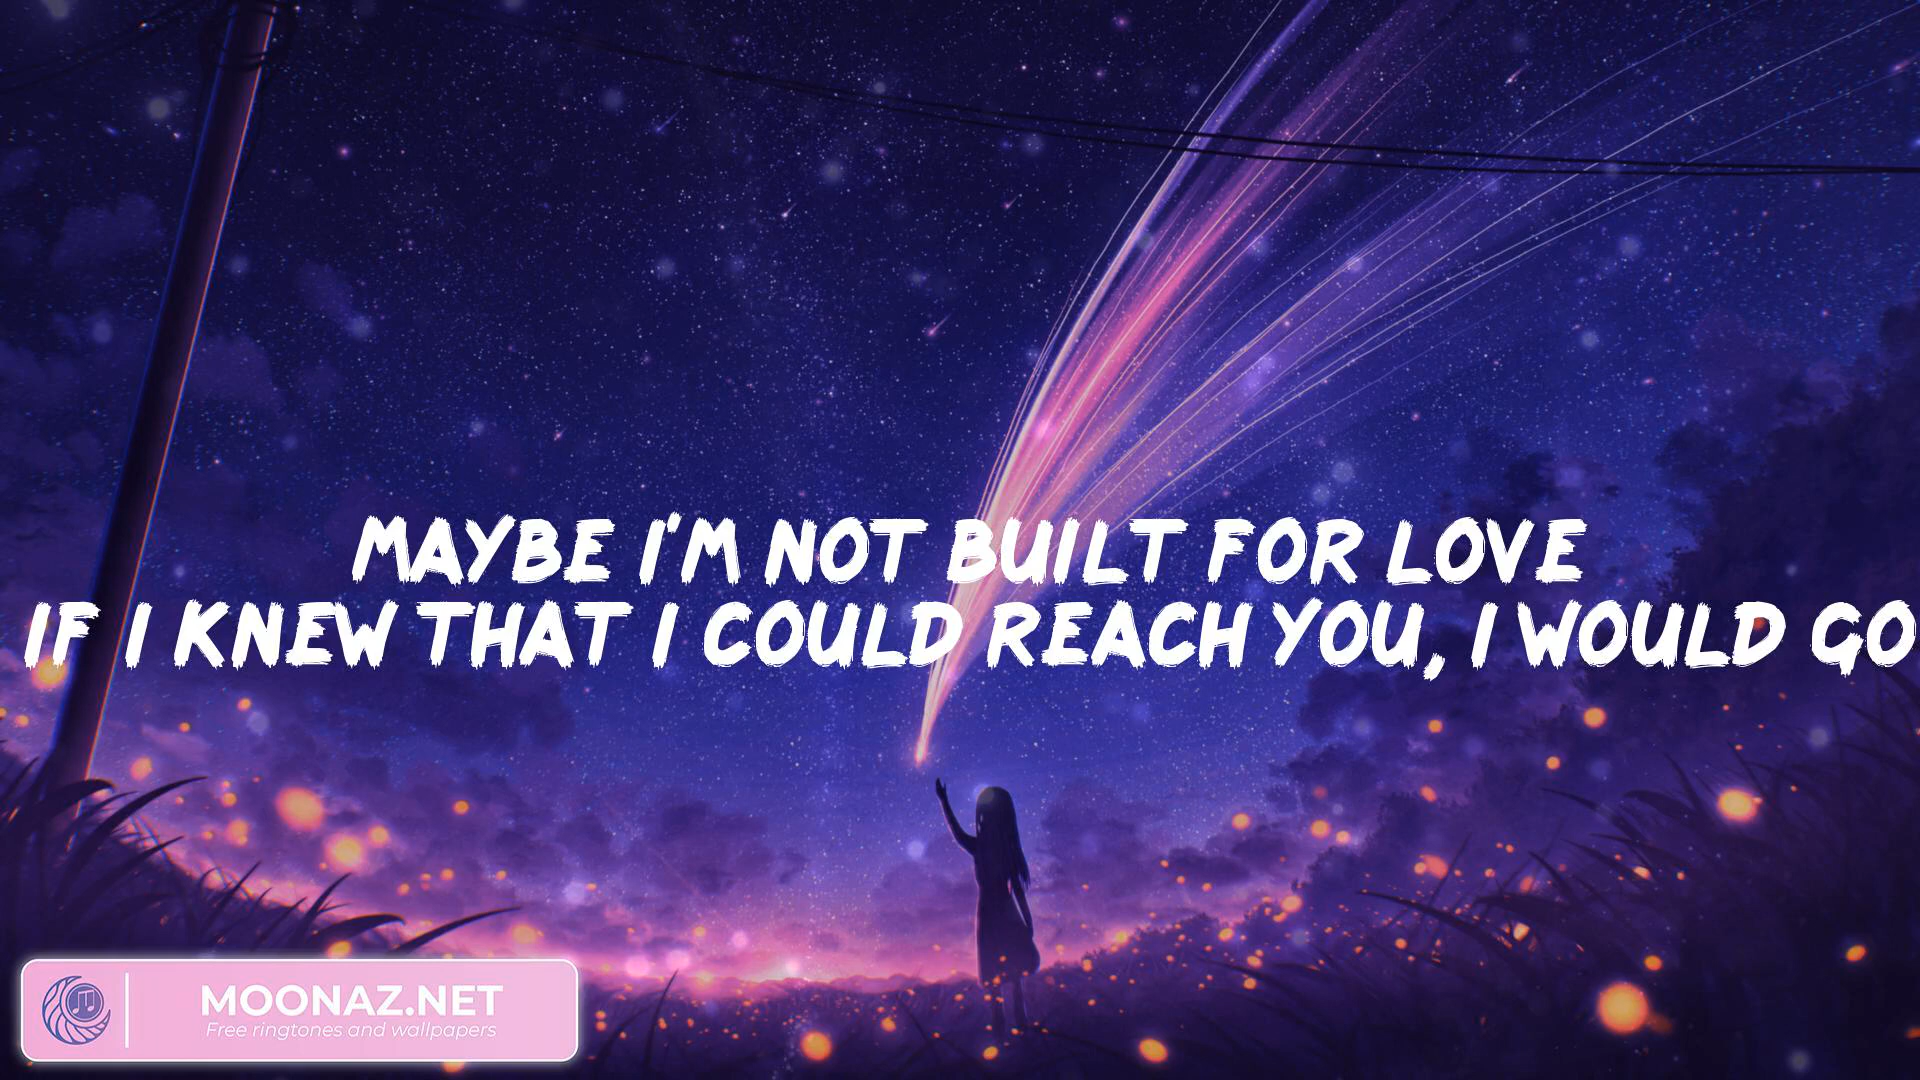 MAYBE I'M NOT BUILT FOR LOVE
IF I KNEW THAT I COULD REACH YOU, I WOULD GO
MOONAZ.NET
Free ringtones and wallpapers